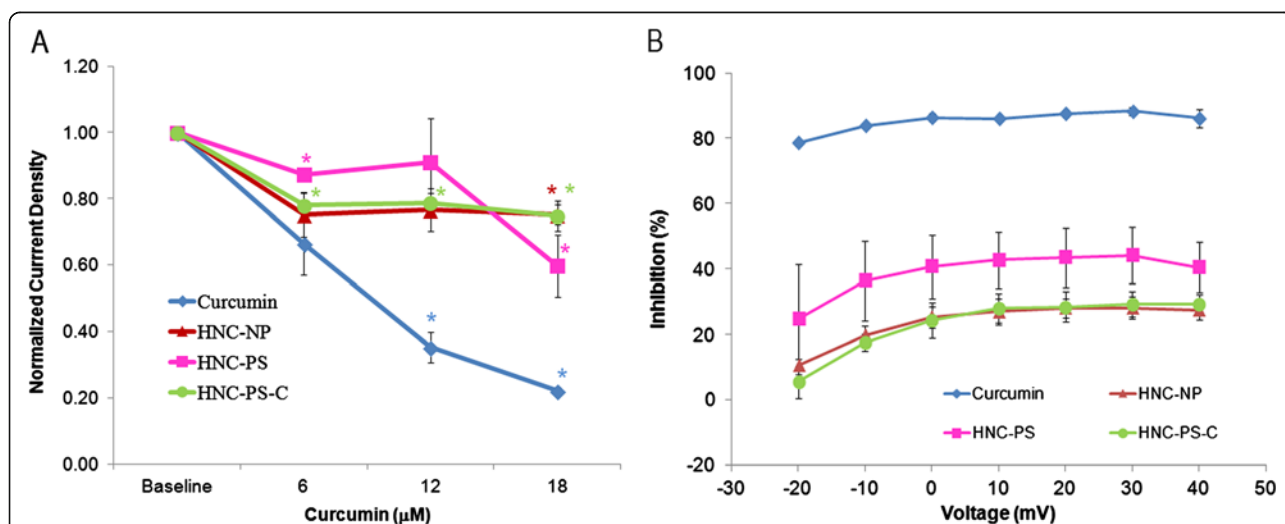 A
Normalized Current Density
1.20
1.00
0.80
0.60
0.40
0.20
0.00
*
*
*
*
*
*
*
*
Curcumin
HNC-NP
HNC-PS
HNC-PS-C
Baseline
6
12
18
Curcumin (µM)
B
Inhibition (%)
100
80
60
40
20
0
-20
Curcumin
HNC-NP
HNC-PS
HNC-PS-C
-30
-20
-10
0
10
20
30
40
50
Voltage (mV)